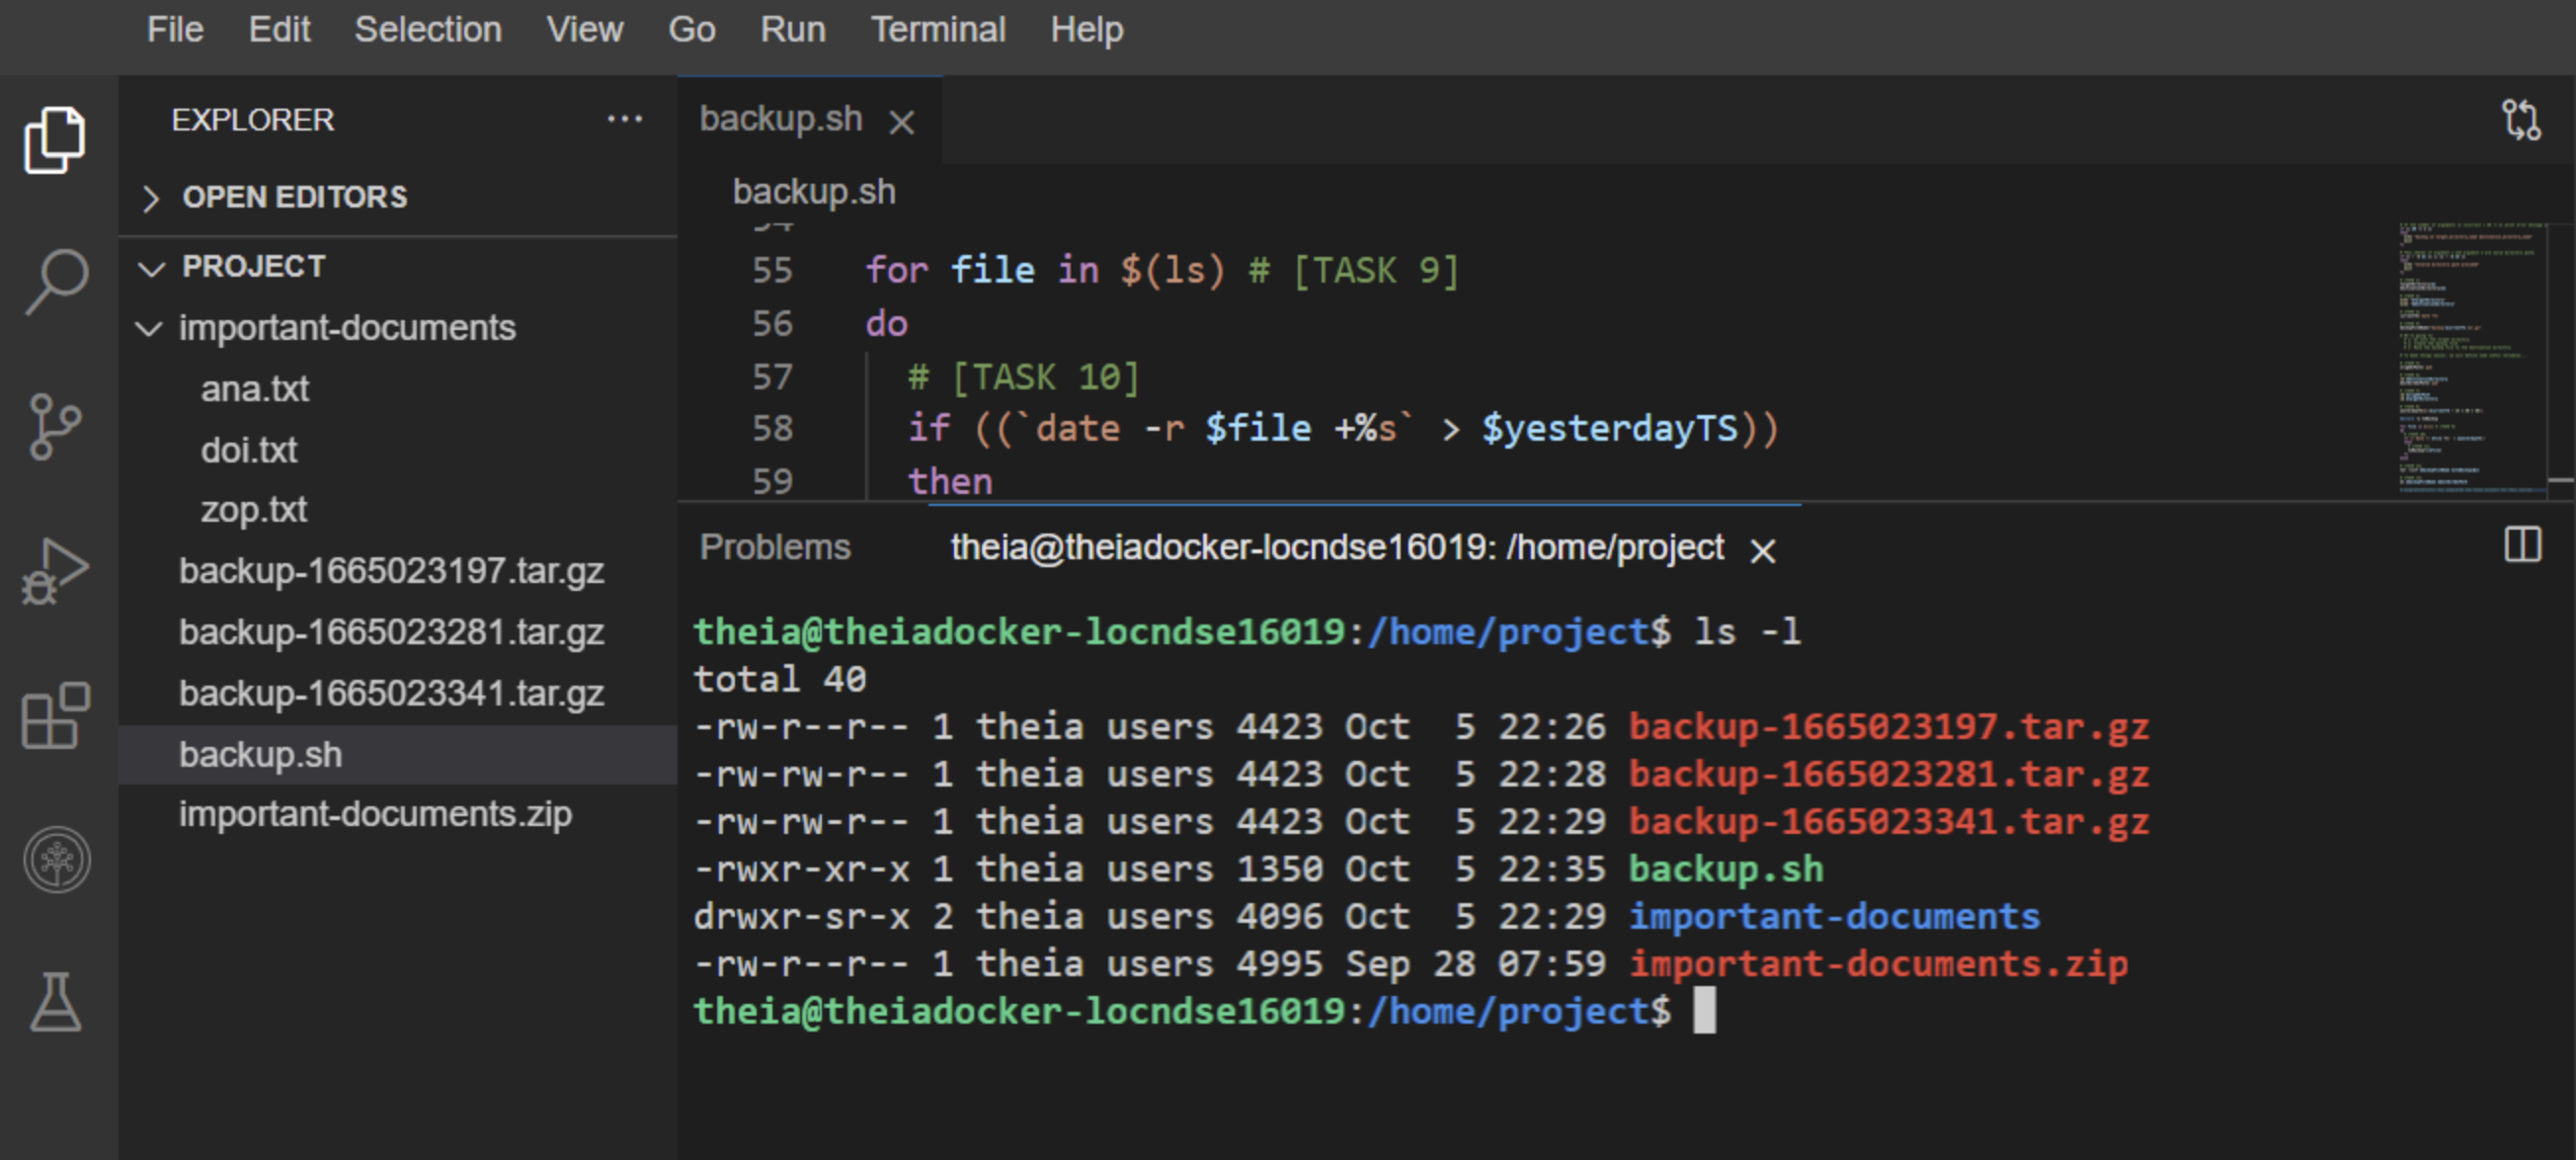 File Edit Selection View Go Run Terminal Help
EXPLORER
OPEN EDITORS
PROJECT
important-documents
ana.txt
doi.txt
zop.txt
backup-1665023197.tar.gz
backup-1665023281.tar.gz
backup-1665023341.tar.gz
backup.sh
important-documents.zip
backup.sh
backup.sh
55 for file in $(ls) # [TASK 9]
56 do
57 # [TASK 10]
58 if ((`date -r $file +%s` > $yesterdayTS))
59 then
Problems theia@theiadocker-locndse16019: /home/project
theia@theiadocker-locndse16019:/home/project$ ls -l
total 40
-rw-r--r-- 1 theia users 4423 Oct  5 22:26 backup-1665023197.tar.gz
-rw-rw-r-- 1 theia users 4423 Oct  5 22:28 backup-1665023281.tar.gz
-rw-rw-r-- 1 theia users 4423 Oct  5 22:29 backup-1665023341.tar.gz
-rwxr-xr-x 1 theia users 1350 Oct  5 22:35 backup.sh
drwxr-sr-x 2 theia users 4096 Oct  5 22:29 important-documents
-rw-r--r-- 1 theia users 4995 Sep 28 07:59 important-documents.zip
theia@theiadocker-locndse16019:/home/project$